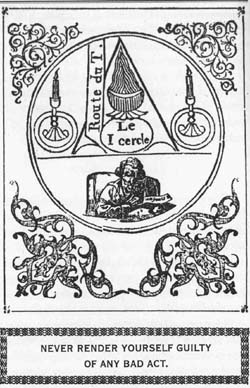 Route du T.
Le
I cercle
NEVER RENDER YOURSELF GUILTY
OF ANY BAD ACT.